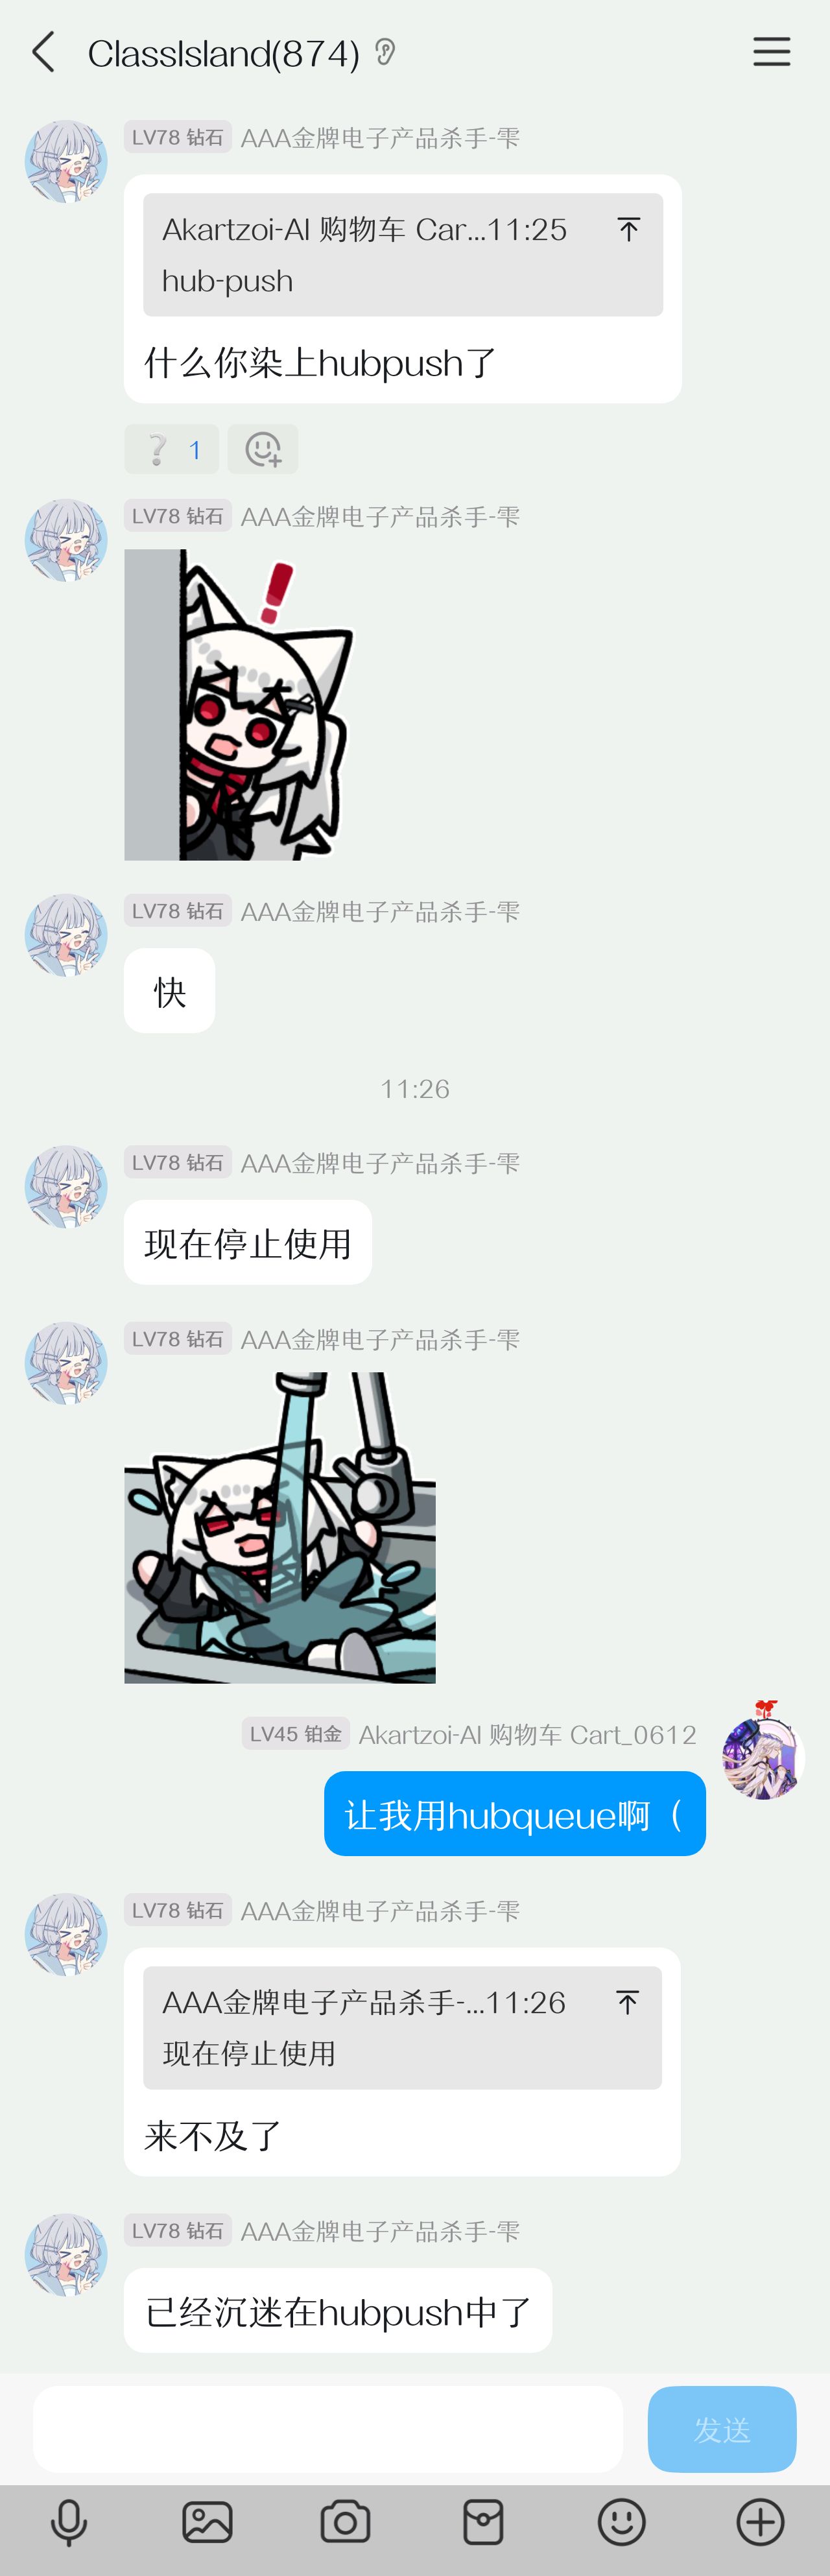 ClassIsland(874)
LV78 钻石 AAA金牌电子产品杀手-雫
Akartzoi-AI 购物车 Car...11:25
hub-push
什么你染上hubpush了
❔ 1
LV78 钻石 AAA金牌电子产品杀手-雫
LV78 钻石 AAA金牌电子产品杀手-雫
快
11:26
LV78 钻石 AAA金牌电子产品杀手-雫
现在停止使用
LV78 钻石 AAA金牌电子产品杀手-雫
LV45 铂金 Akartzoi-AI 购物车 Cart_0612
让我用hubqueue啊（
LV78 钻石 AAA金牌电子产品杀手-雫
AAA金牌电子产品杀手-...11:26
现在停止使用
来不及了
LV78 钻石 AAA金牌电子产品杀手-雫
已经沉迷在hubpush中了
发送